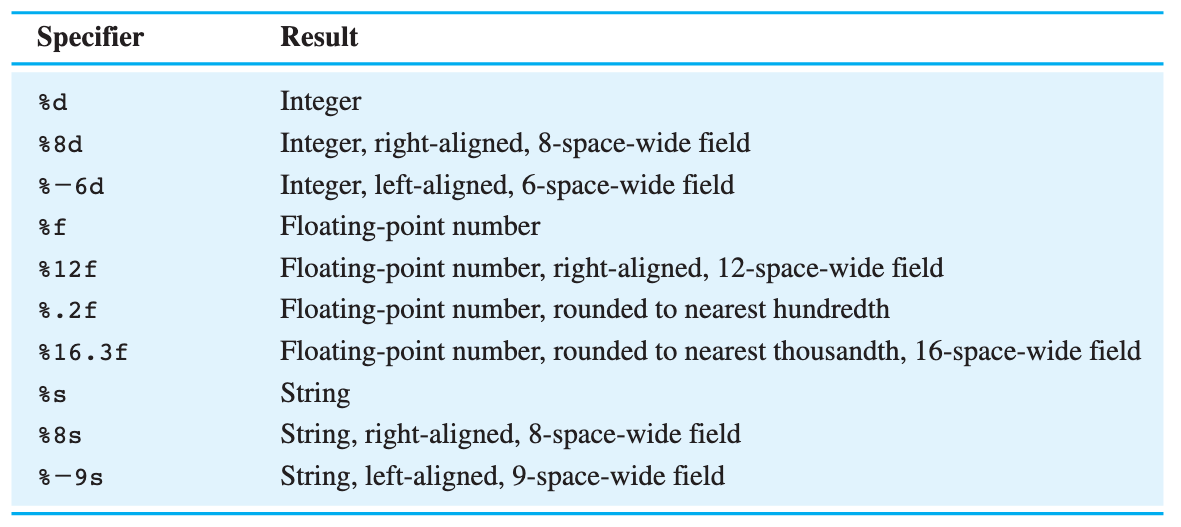 Specifier Result
%d Integer
%8d Integer, right-aligned, 8-space-wide field
%−6d Integer, left-aligned, 6-space-wide field
%f Floating-point number
%12f Floating-point number, right-aligned, 12-space-wide field
%.2f Floating-point number, rounded to nearest hundredth
%16.3f Floating-point number, rounded to nearest thousandth, 16-space-wide field
%s String
%8s String, right-aligned, 8-space-wide field
%−9s String, left-aligned, 9-space-wide field